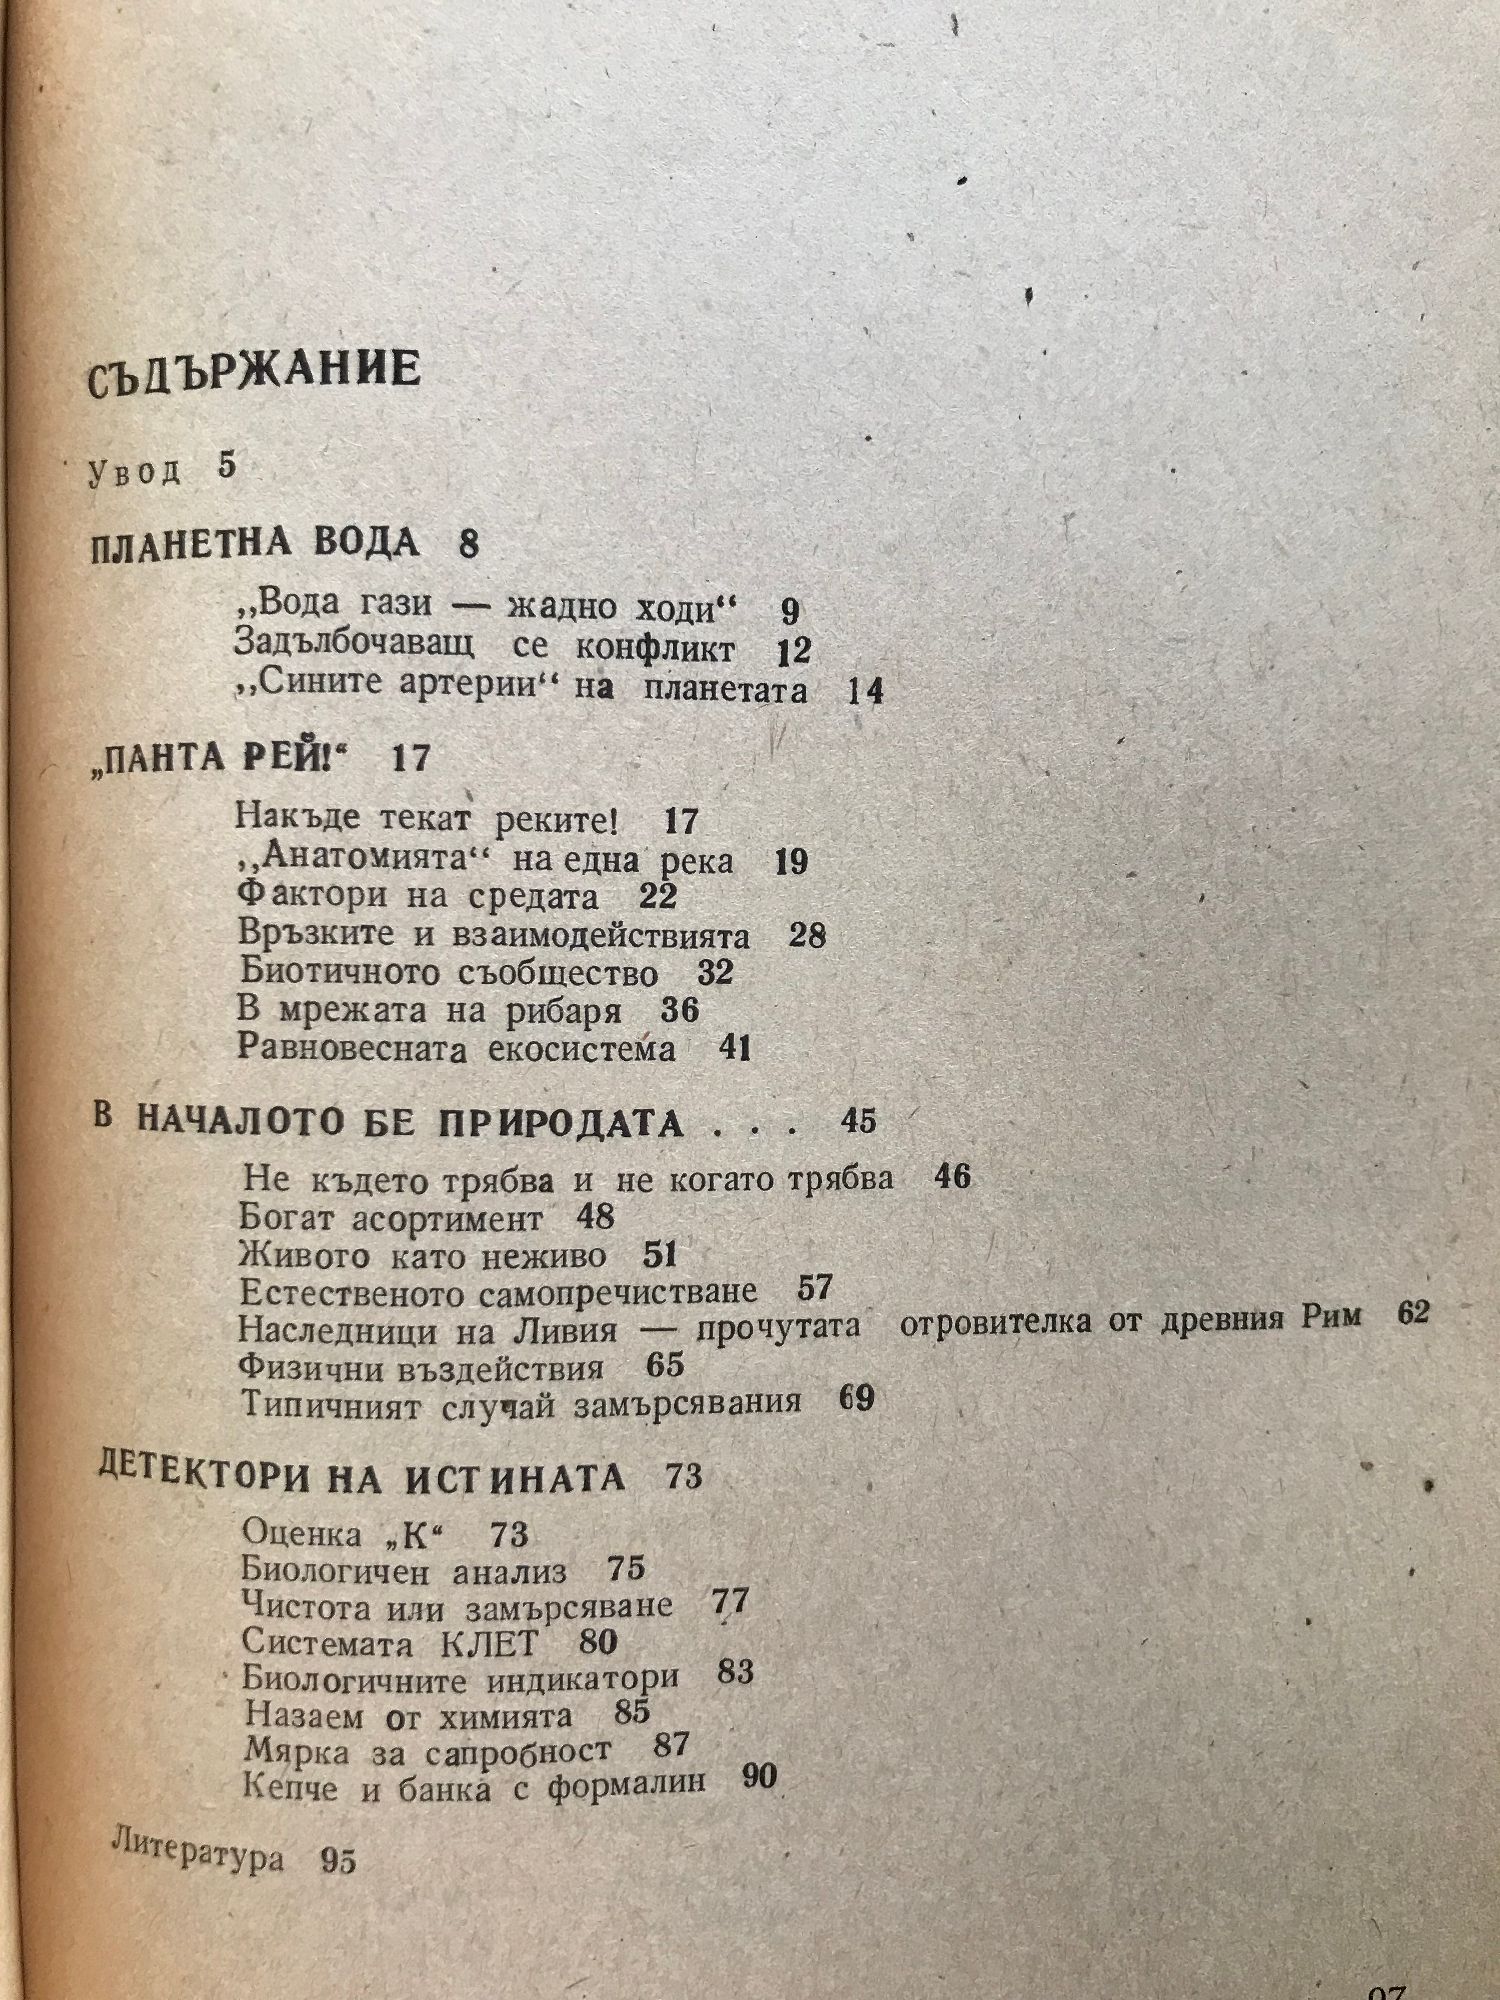 СЪДЪРЖАНИЕ
Увод 5
ПЛАНЕТНА ВОДА 8
,,Вода гази — жадно ходи“ 9
Задълбочаващ се конфликт 12
,,Сините артерии“ на планетата 14
„ПАНТА РЕЙ!“ 17
Накъде текат реките! 17
,,Анатомията“ на една река 19
Фактори на средата 22
Връзките и взаимодействията 28
Биотичното съобщество 32
В мрежата на рибаря 36
Равновесната екосистема 41
В НАЧАЛОТО БЕ ПРИРОДАТА . . . 45
Не където трябва и не когато трябва 46
Богат асортимент 48
Живого като неживо 51
Естественото самопречистване 57
Наследници на Ливия — прочутата отровителка от древния Рим 62
Физични въздействия 65
Типичният случай замърсявания 69
ДЕТЕКТОРИ НА ИСТИНАТА 73
Оценка „К“ 73
Биологичен анализ 75
Чистота или замърсяване 77
Системата КЛЕТ 80
Биологичните индикатори 83
Назаем от химията 85
Мярка за сапробност 87
Кепче и банка с формалин 90
Литература 95